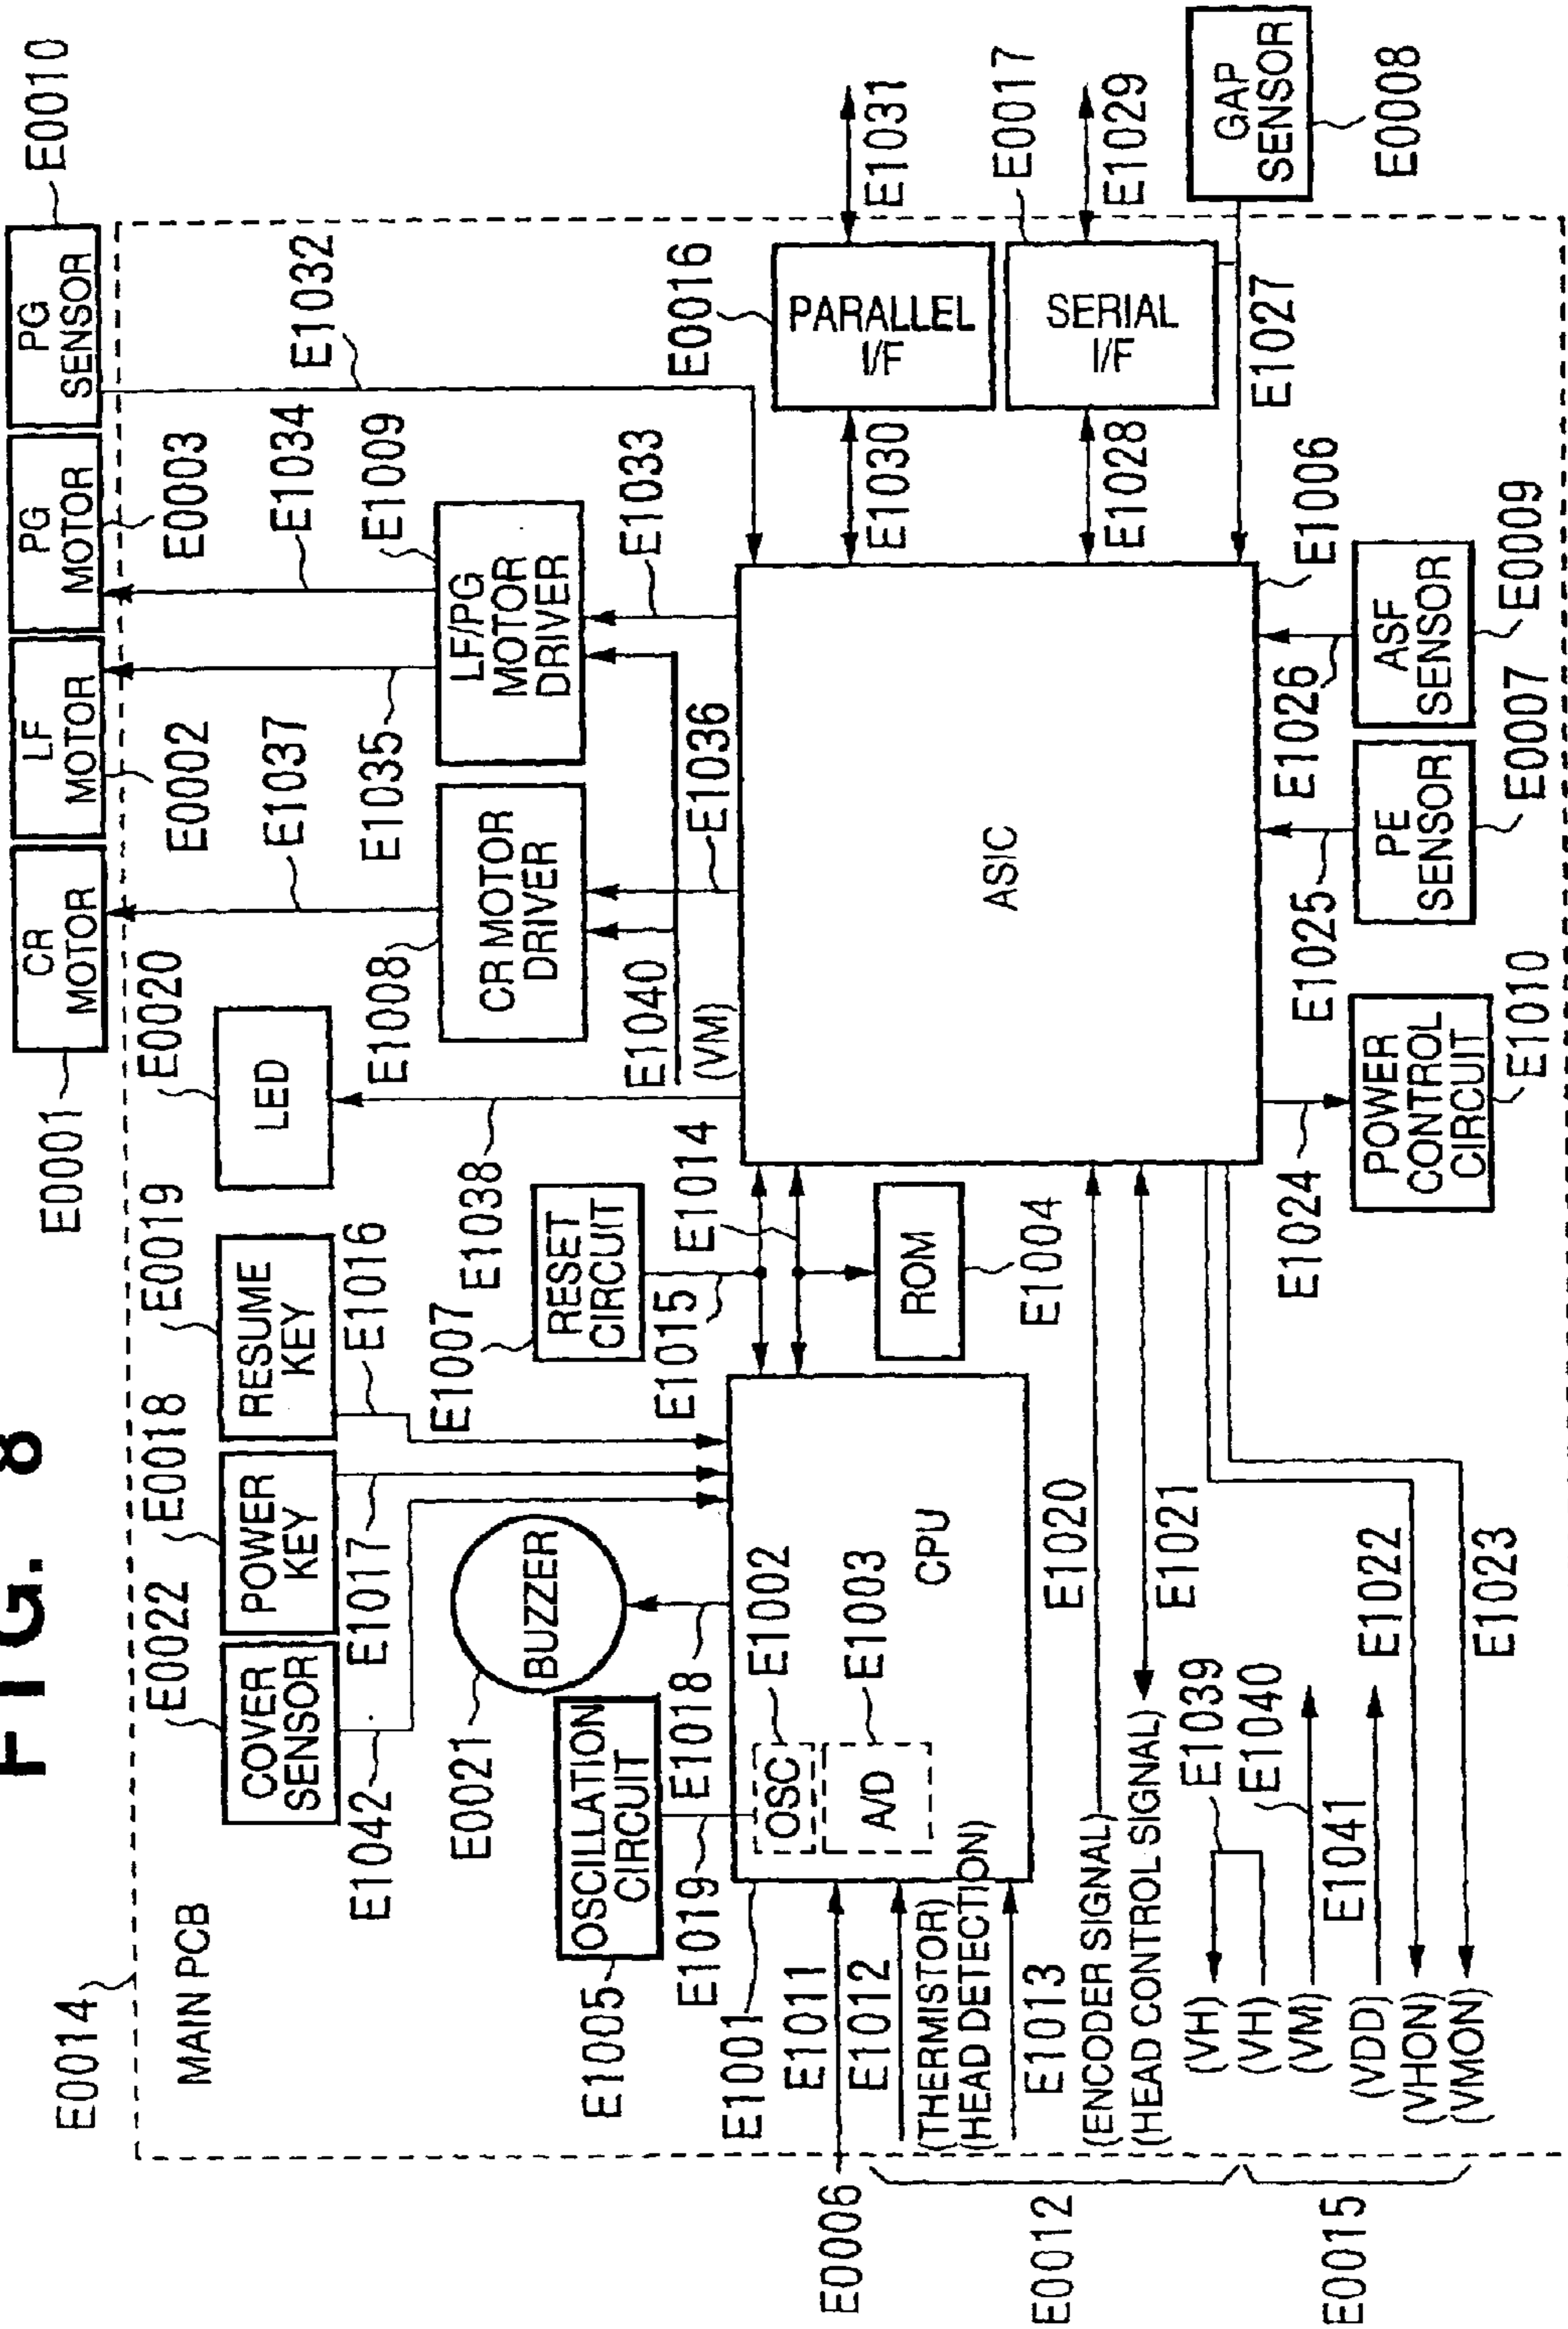 FIG. 8
E0014
MAIN PCB
E0022
E0018
E0019
E0020
E0001
CR
MOTOR
LF
MOTOR
PG
MOTOR
PG
SENSOR
E0010
COVER
SENSOR
POWER
KEY
RESUME
KEY
LED
E0002
E0003
E1042
E1017
E1016
E1037
E1034
E1032
E0021
BUZZER
E1007
E1008
E1035
E1009
E1005
OSCILLATION
CIRCUIT
RESET
CIRCUIT
E1038
CR MOTOR
DRIVER
LF/PG
MOTOR
DRIVER
E1019
E1018
E1015
E1014
E1040
(VM)
E1036
E1033
E0016
E1001
E1002
OSC
E1003
A/D
CPU
ROM
E1004
ASIC
PARALLEL
I/F
E1030
E1031
E0006
E1011
E1012
(THERMISTOR)
(HEAD DETECTION)
E1013
E0012
SERIAL
I/F
E0017
E1028
E1029
(ENCODER SIGNAL)
E1020
(HEAD CONTROL SIGNAL)
E1021
(VH)
E1039
(VH)
E1040
(VM)
E1041
(VDD)
E1022
(VHON)
E1023
(VMON)
E0015
E1027
GAP
SENSOR
E0008
E1006
E1024
E1025
E1026
POWER
CONTROL
CIRCUIT
E1010
PE
SENSOR
E0007
ASF
SENSOR
E0009